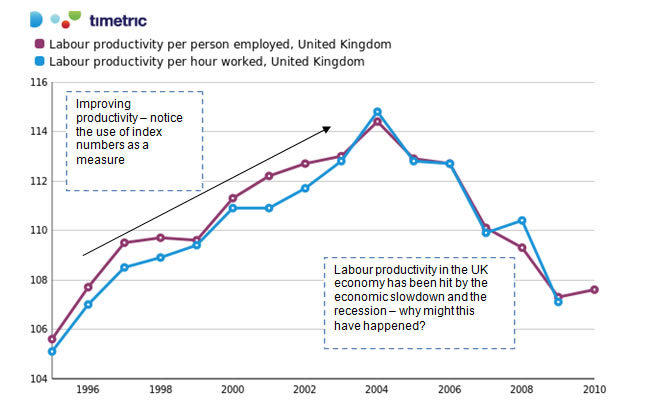 timetric
Labour productivity per person employed, United Kingdom
Labour productivity per hour worked, United Kingdom
116
114
112
110
108
106
104
Improving
productivity – notice
the use of index
numbers as a
measure
Labour productivity in the UK
economy has been hit by the
economic slowdown and the
recession – why might this
have happened?
1996 1998 2000 2002 2004 2006 2008 2010